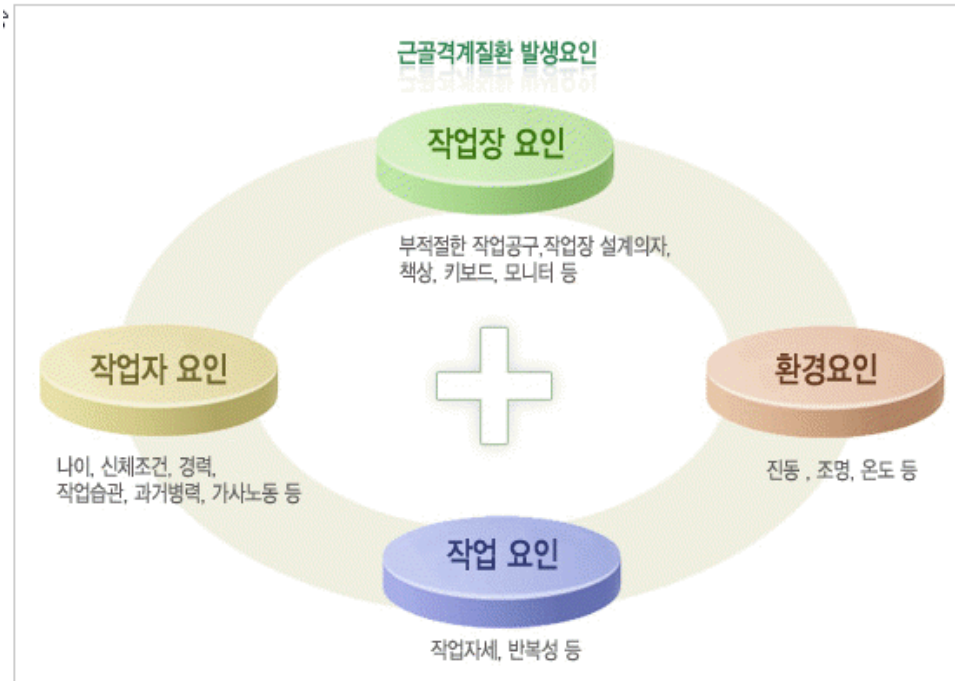 근골격계질환 발생요인
작업장 요인
부적절한 작업공구,작업장 설계의자,
책상, 키보드, 모니터 등
작업자 요인
환경요인
나이, 신체조건, 경력,
작업습관, 과거병력, 가사노동 등
진동 , 조명, 온도 등
작업 요인
작업자세, 반복성 등